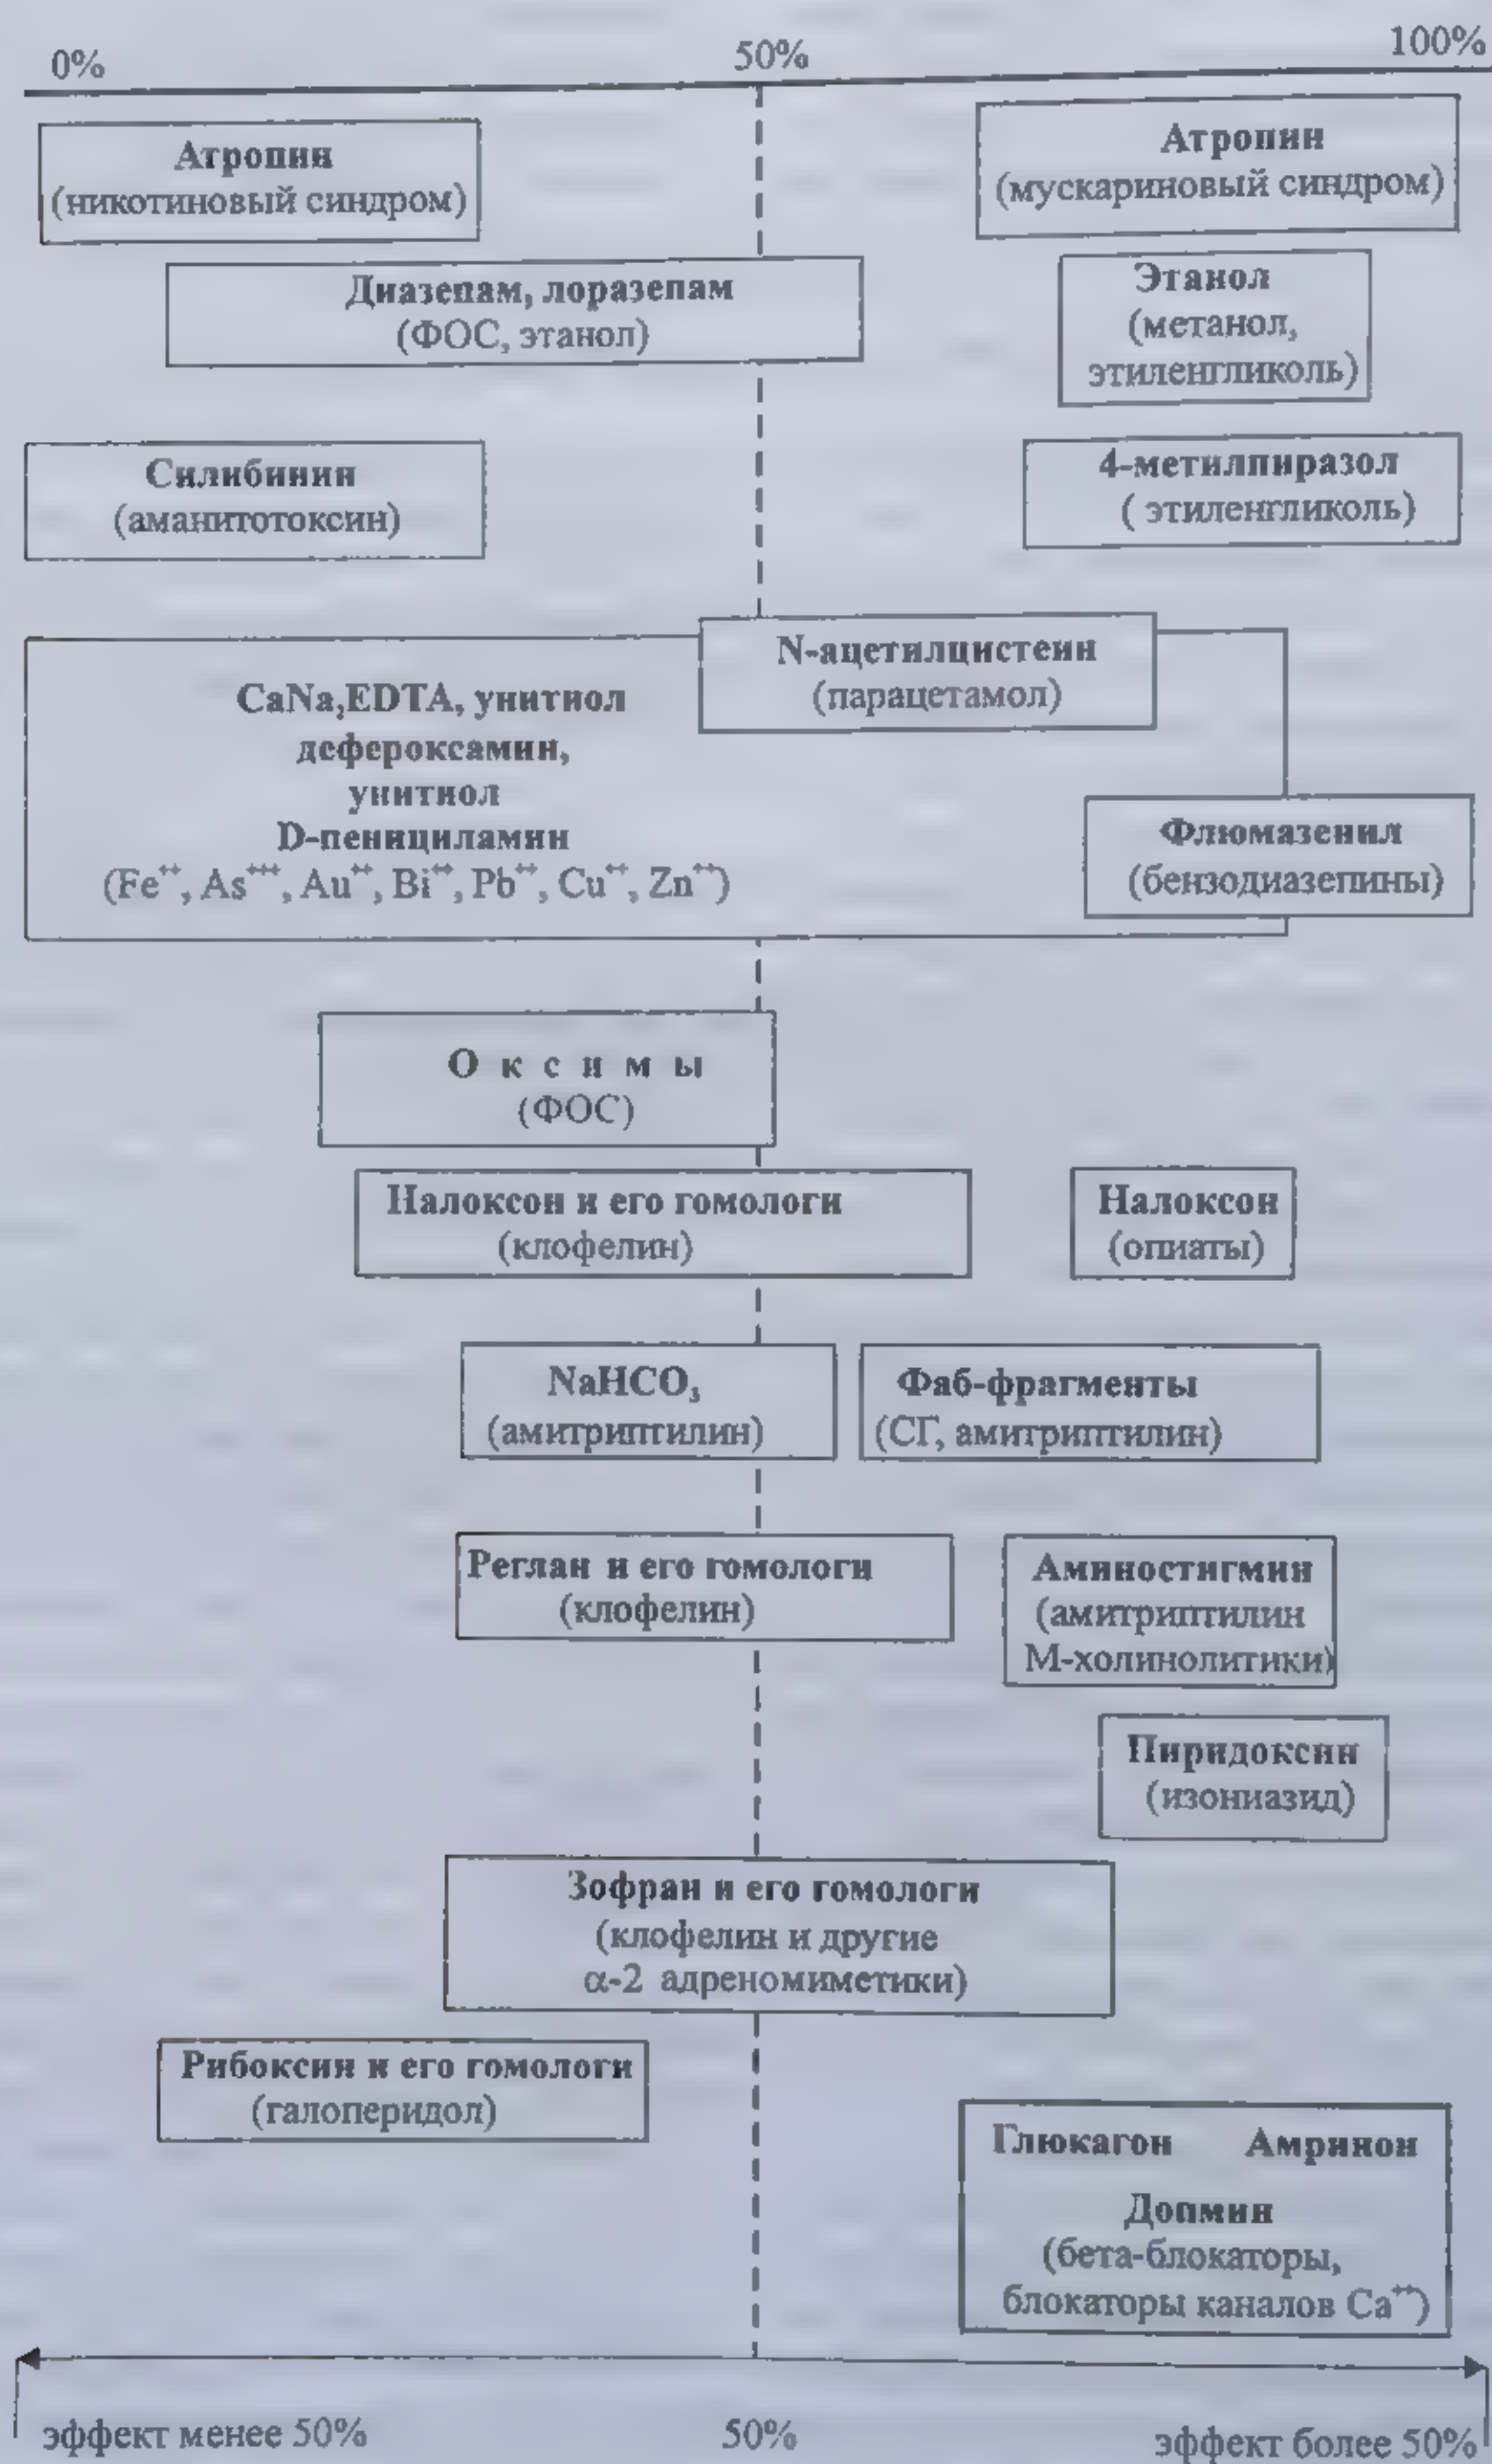 0% 50% 100%
Атропин
(никотиновый синдром)
Атропин
(мускариновый синдром)
Диазепам, лоразепам
(ФОС, этанол)
Этанол
(метанол,
этиленгликоль)
Силибинин
(аманитотоксин)
4-метилпиразол
( этиленгликоль)
N-ацетилцистеин
(парацетамол)
CaNa₂EDTA, унитиол
дефероксамин,
унитиол
D-пенициламин
(Fe⁺⁺, As⁺⁺⁺, Au⁺⁺, Bi⁺⁺, Pb⁺⁺, Cu⁺⁺, Zn⁺⁺)
Флюмазенил
(бензодиазепины)
О к с и м ы
(ФОС)
Налоксон и его гомологи
(клофелин)
Налоксон
(опиаты)
NaHCO₃
(амитриптилин)
Фаб-фрагменты
(СГ, амитриптилин)
Реглан и его гомологи
(клофелин)
Аминостигмин
(амитриптилин
М-холинолитики)
Пиридоксин
(изониазид)
Зофран и его гомологи
(клофелин и другие
α-2 адреномиметики)
Рибоксин и его гомологи
(галоперидол)
Глюкагон Амринон
Допмин
(бета-блокаторы,
блокаторы каналов Ca⁺⁺)
эффект менее 50% 50% эффект более 50%